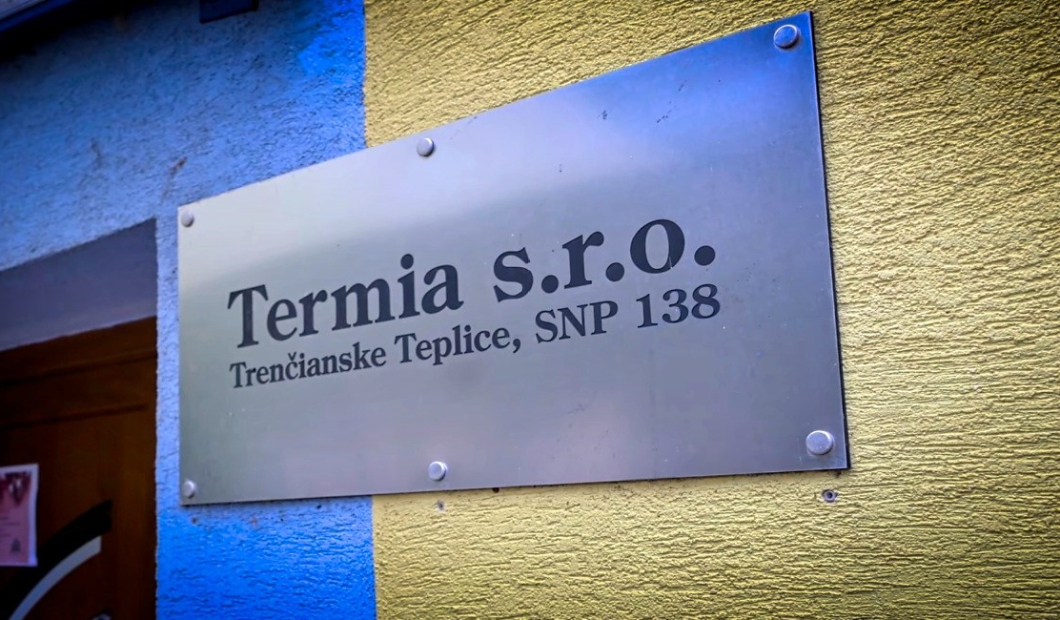 Termia s.r.o.
Trenčianske Teplice, SNP 138